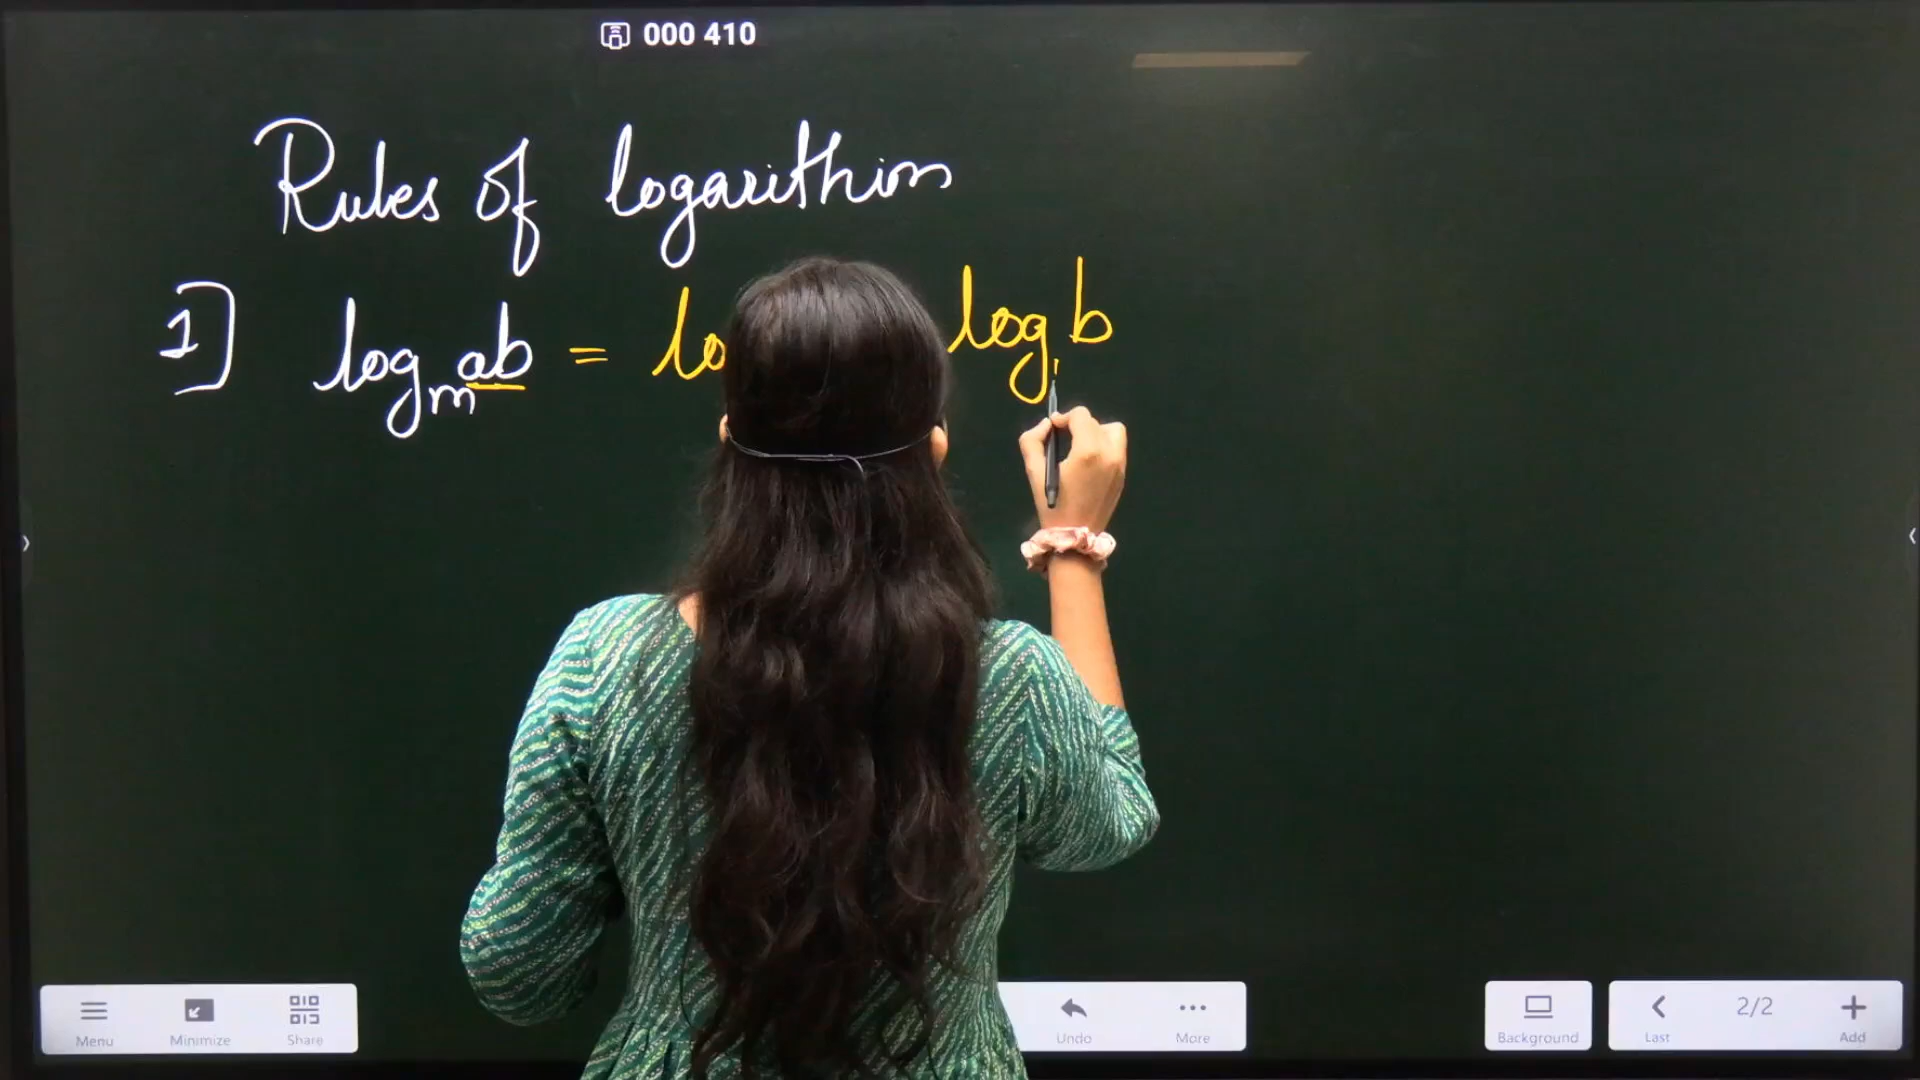 000 410
Rules of logarithm
1] logₘ ab = lo log b
Menu Minimize Share Undo More Background Last 2/2 Add